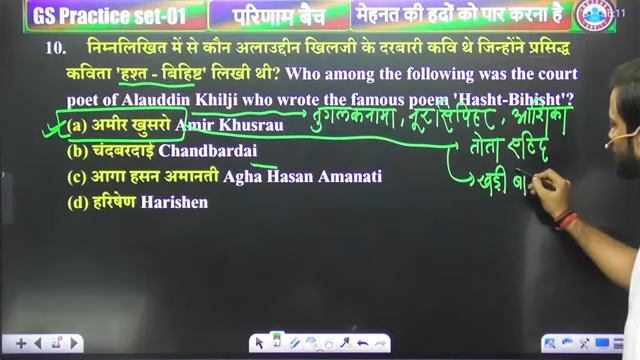 GS Practice set-01 परिणाम बैच मेहनत की हदों को पार करना है
10. निम्नलिखित में से कौन अलाउद्दीन खिलजी के दरबारी कवि थे जिन्होंने प्रसिद्ध
कविता 'हश्त - बिहिष्ट' लिखी थी? Who among the following was the court
poet of Alauddin Khilji who wrote the famous poem 'Hasht-Bihisht'?
(a) अमीर खुसरो Amir Khusrau तुगलकनामा, नूर सिपिहर, आशिका
(b) चंदबरदाई Chandbardai तोता
(c) आगा हसन अमानती Agha Hasan Amanati खड़ी बा
(d) हरिषेण Harishen